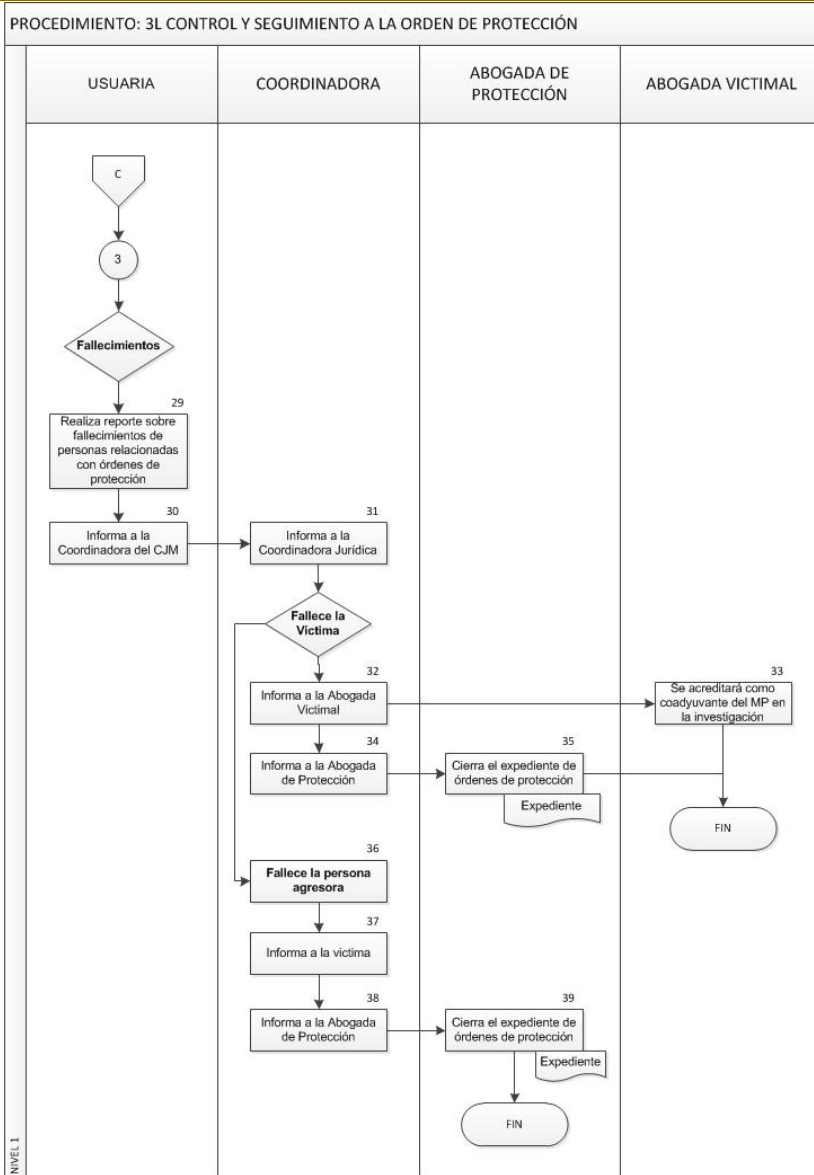 PROCEDIMIENTO: 3L CONTROL Y SEGUIMIENTO A LA ORDEN DE PROTECCIÓN
USUARIA
COORDINADORA
ABOGADA DE
PROTECCIÓN
ABOGADA VICTIMAL
C
3
Fallecimientos
29
Realiza reporte sobre
fallecimientos de
personas relacionadas
con órdenes de
protección
30
Informa a la
Coordinadora del CJM
31
Informa a la
Coordinadora Jurídica
Fallece la
Víctima
32
Informa a la Abogada
Victimal
33
Se acreditará como
coadyuvante del MP en
la investigación
34
Informa a la Abogada
de Protección
35
Cierra el expediente de
órdenes de protección
Expediente
FIN
36
Fallece la persona
agresora
37
Informa a la victima
38
Informa a la Abogada
de Protección
39
Cierra el expediente de
órdenes de protección
Expediente
FIN
NIVEL 1